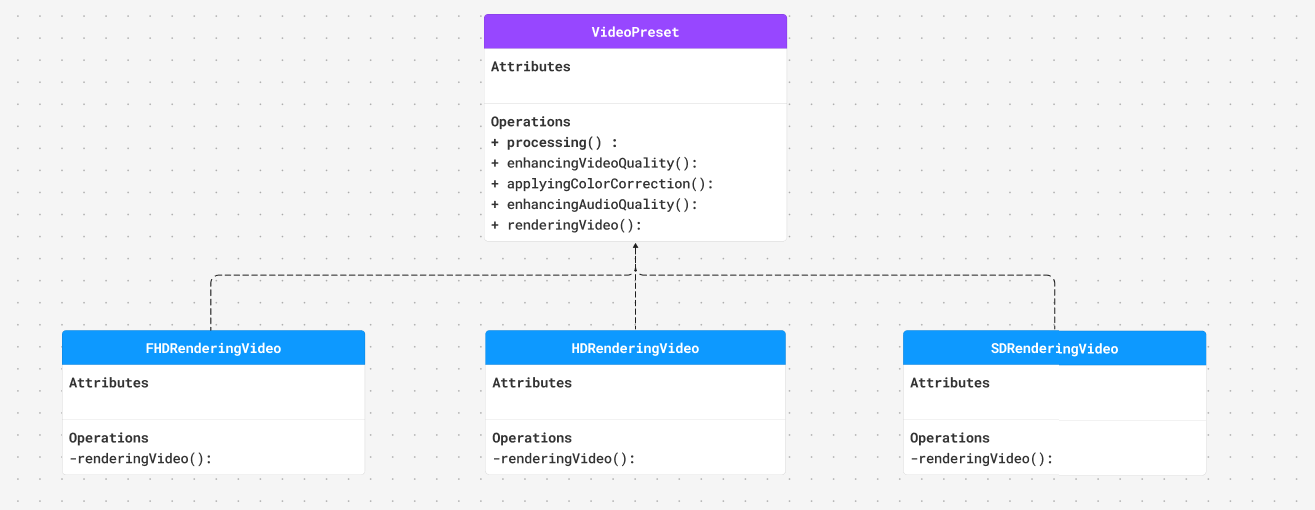 VideoPreset
Attributes
Operations
+ processing() :
+ enhancingVideoQuality():
+ applyingColorCorrection():
+ enhancingAudioQuality():
+ renderingVideo():
FHDRenderingVideo
Attributes
Operations
-renderingVideo():
HDRenderingVideo
Attributes
Operations
-renderingVideo():
SDRenderingVideo
Attributes
Operations
-renderingVideo():